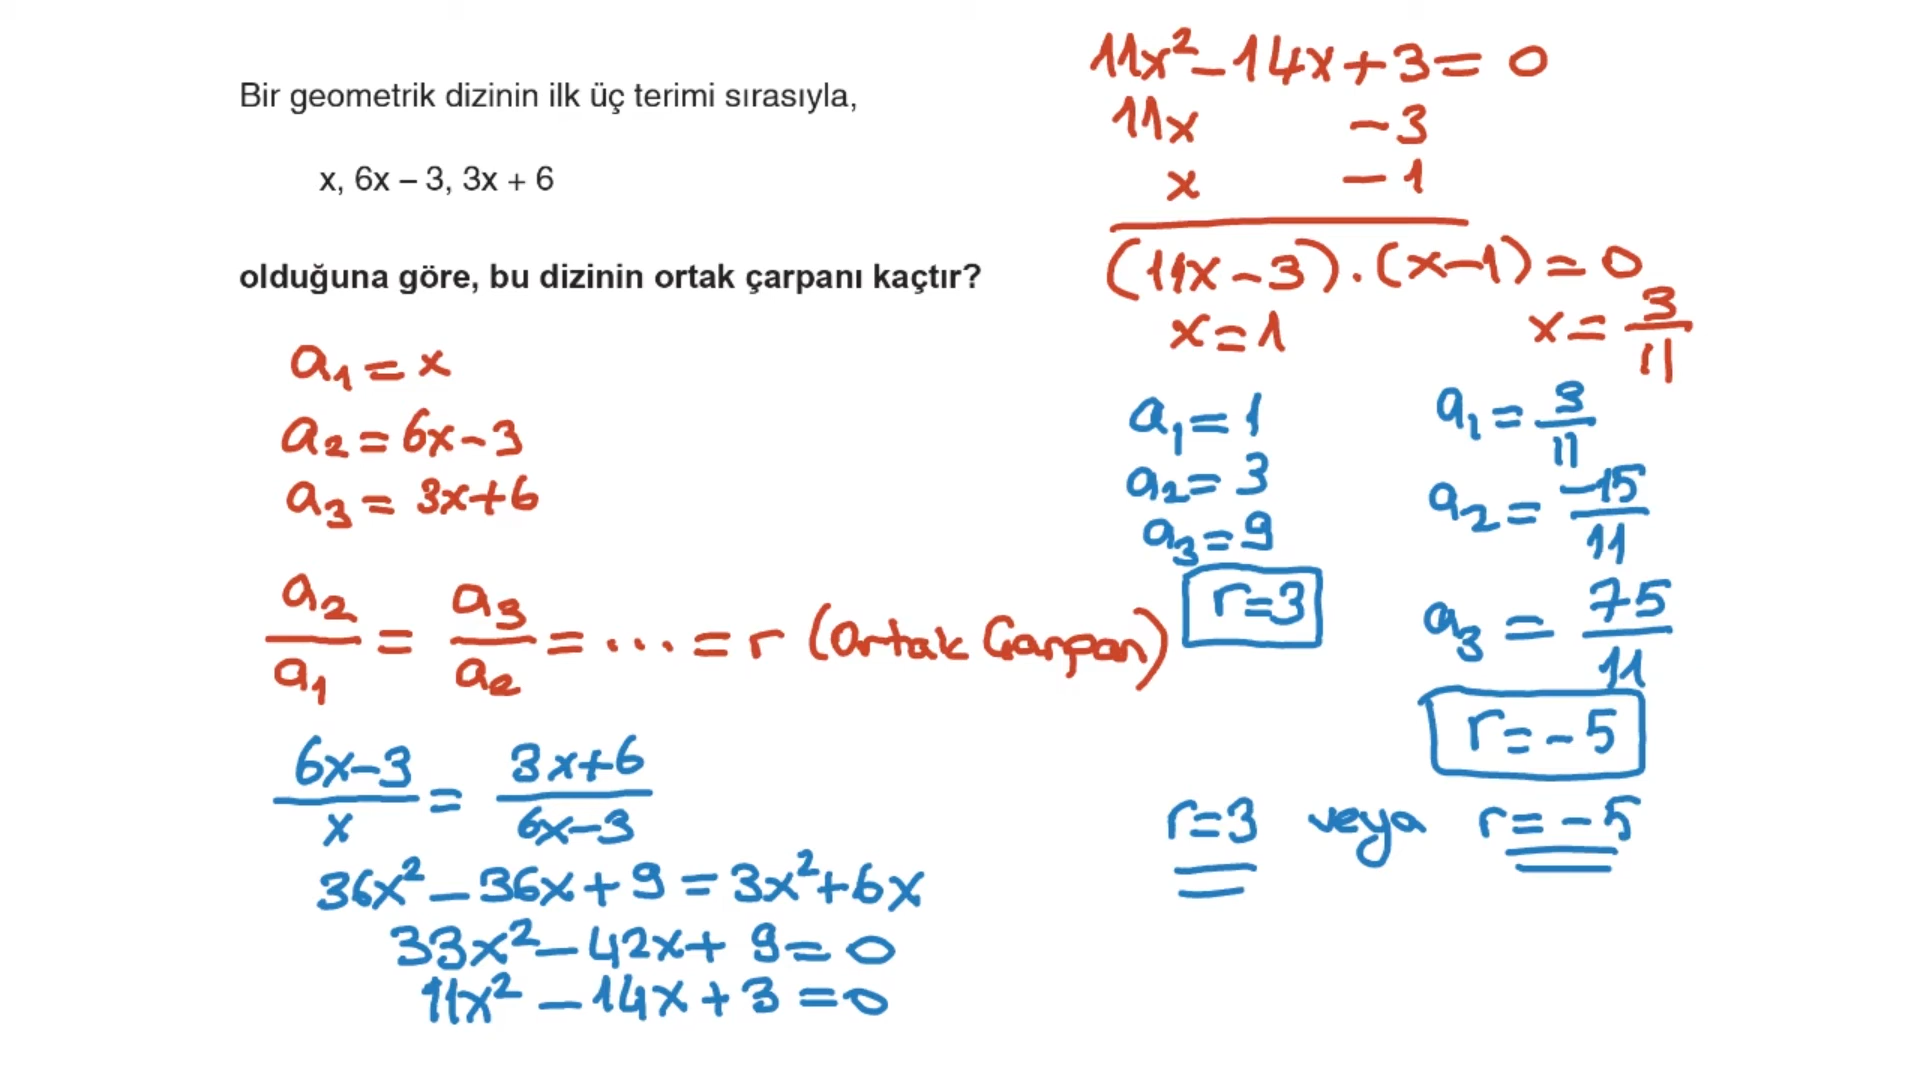 Bir geometrik dizinin ilk üç terimi sırasıyla,
x, 6x – 3, 3x + 6
olduğuna göre, bu dizinin ortak çarpanı kaçtır?
a₁ = x
a₂ = 6x-3
a₃ = 3x+6
a₂/a₁ = a₃/a₂ = ... = r (Ortak Çarpan)
6x-3/x = 3x+6/6x-3
36x² - 36x + 9 = 3x² + 6x
33x² - 42x + 9 = 0
11x² - 14x + 3 = 0
11x² - 14x + 3 = 0
11x -3
x -1
(11x-3).(x-1) = 0
x=1 x= 3/11
a₁ = 1
a₂ = 3
a₃ = 9
r=3
a₁ = 3/11
a₂ = -15/11
a₃ = 75/11
r=-5
r=3 veya r=-5